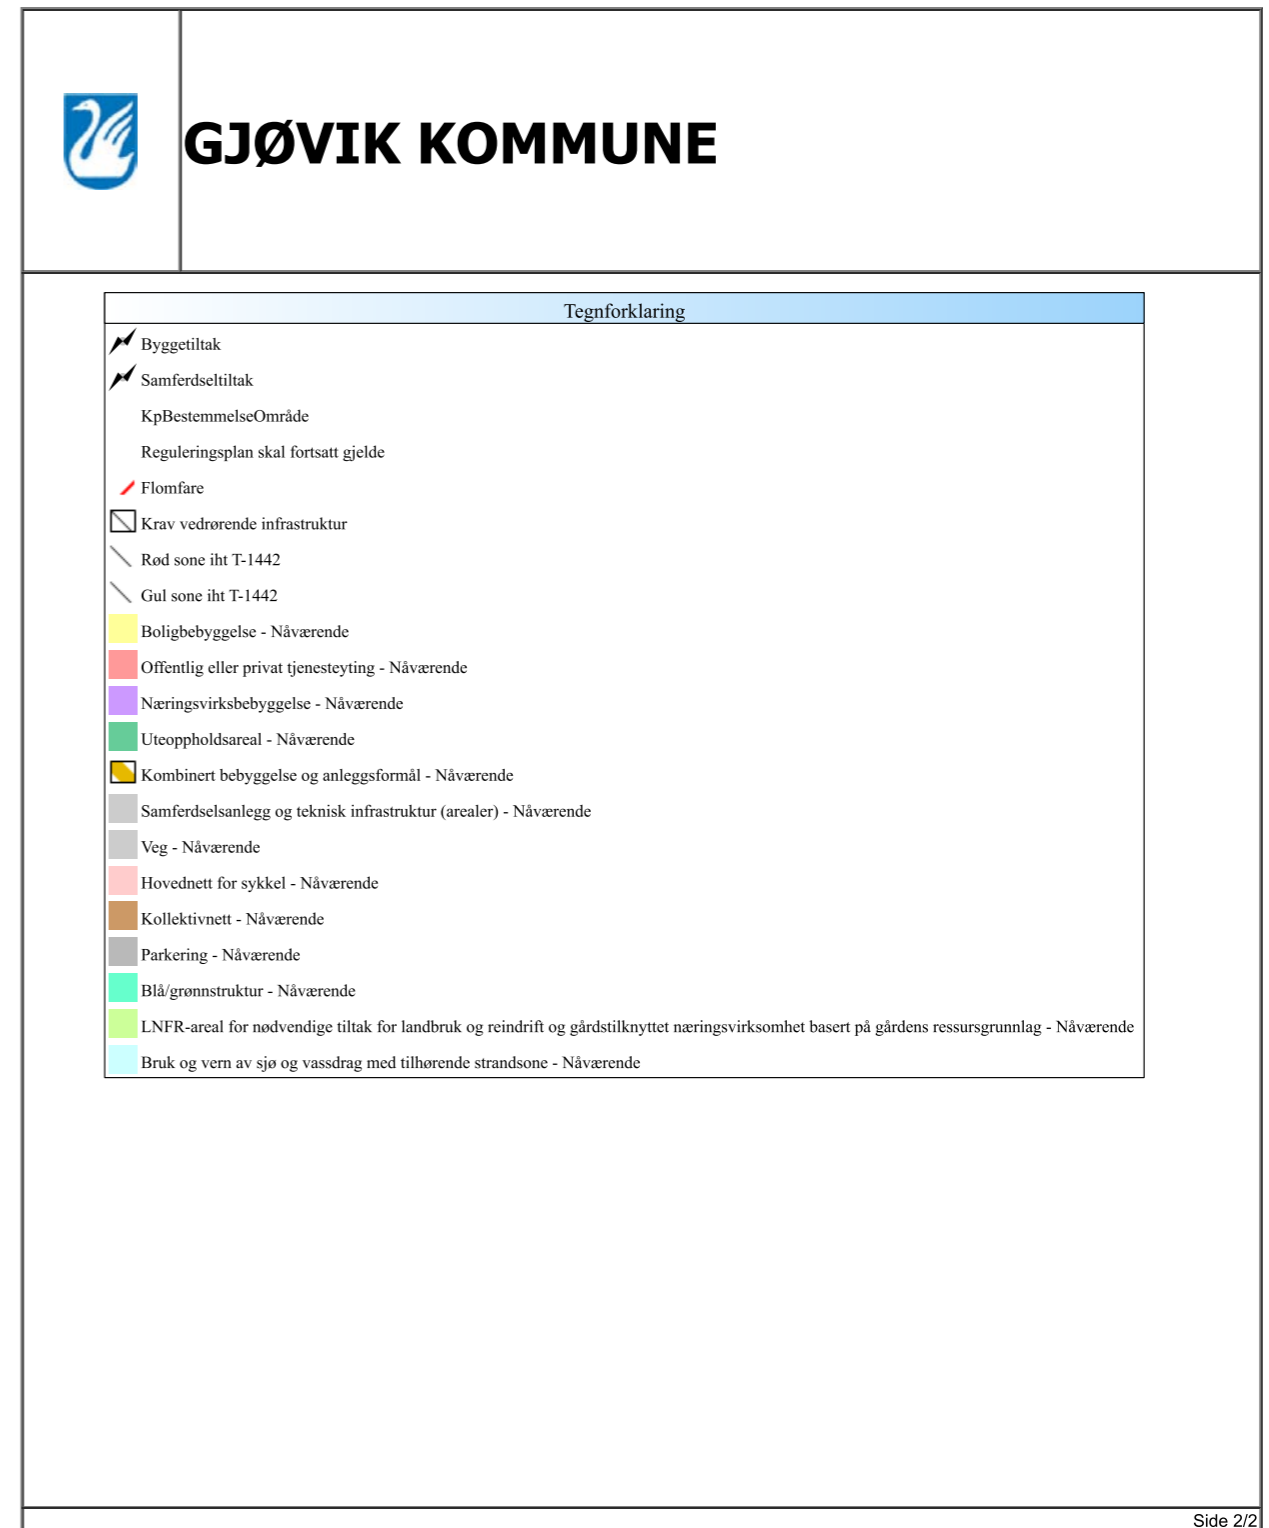 GJØVIK KOMMUNE
Tegnforklaring
Byggetiltak
Samferdseltiltak
KpBestemmelseOmråde
Reguleringsplan skal fortsatt gjelde
Flomfare
Krav vedrørende infrastruktur
Rød sone iht T-1442
Gul sone iht T-1442
Boligbebyggelse - Nåværende
Offentlig eller privat tjenesteyting - Nåværende
Næringsvirksbebyggelse - Nåværende
Uteoppholdsareal - Nåværende
Kombinert bebyggelse og anleggsformål - Nåværende
Samferdselsanlegg og teknisk infrastruktur (arealer) - Nåværende
Veg - Nåværende
Hovednett for sykkel - Nåværende
Kollektivnett - Nåværende
Parkering - Nåværende
Blå/grønnstruktur - Nåværende
LNFR-areal for nødvendige tiltak for landbruk og reindrift og gårdstilknyttet næringsvirksomhet basert på gårdens ressursgrunnlag - Nåværende
Bruk og vern av sjø og vassdrag med tilhørende strandsone - Nåværende
Side 2/2